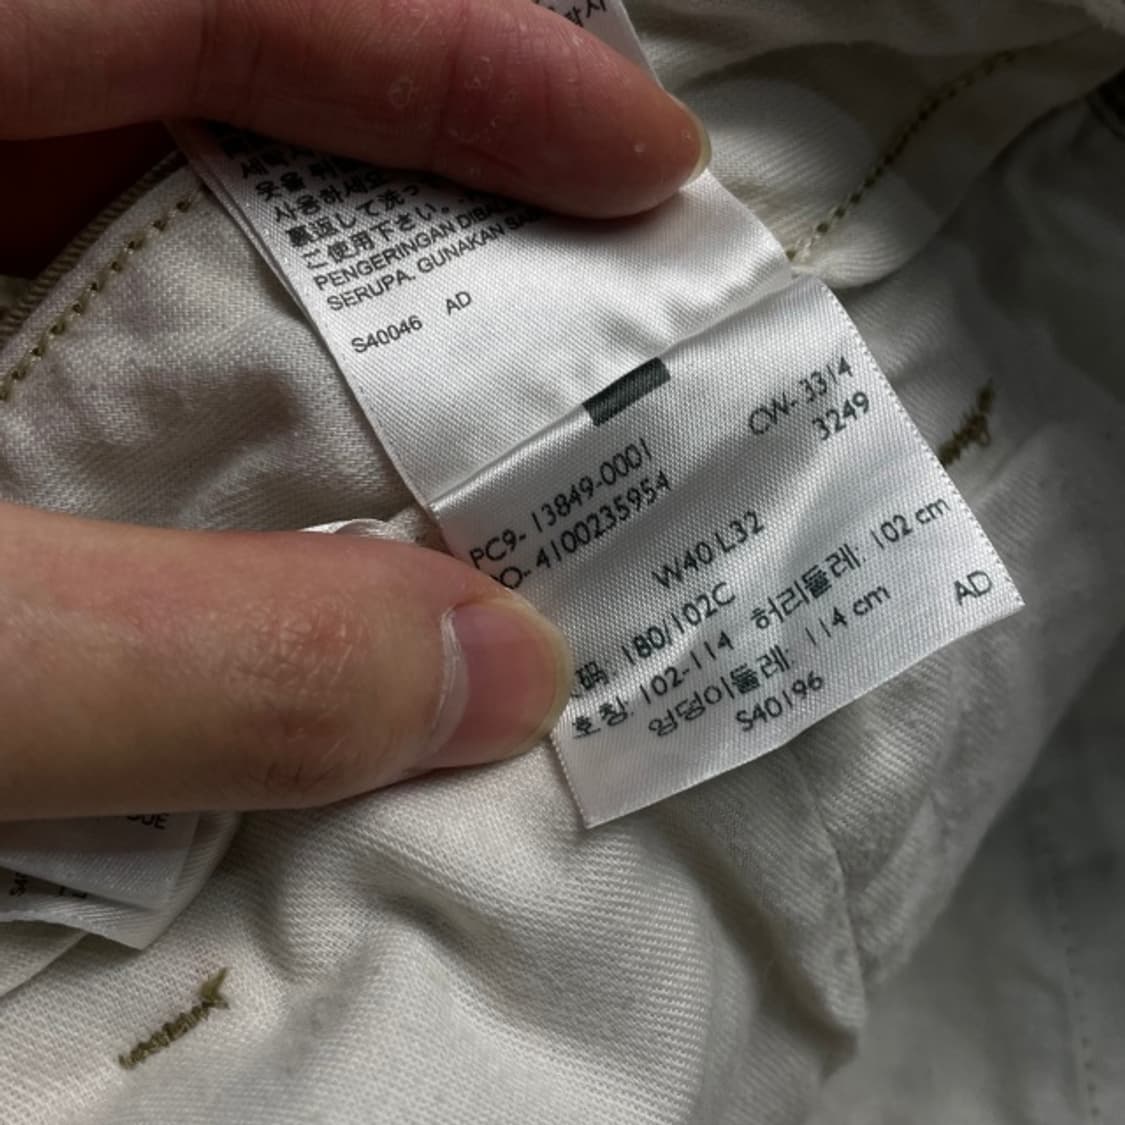 사용하세요
裏返して洗っ
ご使用下さい。
PENGERINGAN
SERUPA. GUNAKAN
S40046 AD
CW- 3314
3249
PC9- 13849-0001
4100235954
W40 L32
码: 180/102C
호칭: 102-114 허리둘레: 102 cm
엉덩이둘레: 114 cm
S40196 AD